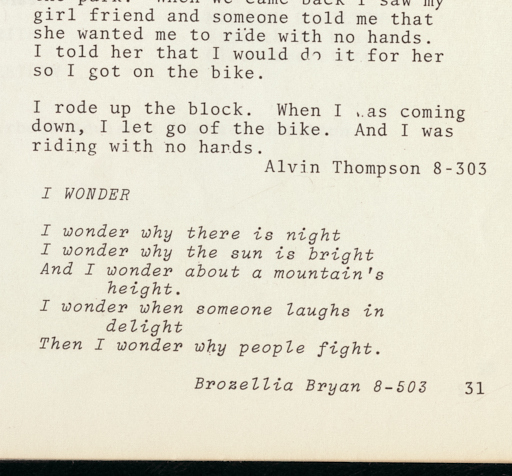 the park. When we came back I saw my
girl friend and someone told me that
she wanted me to ride with no hands.
I told her that I would do it for her
so I got on the bike.
I rode up the block. When I was coming
down, I let go of the bike. And I was
riding with no hands.
Alvin Thompson 8-303
I WONDER
I wonder why there is night
I wonder why the sun is bright
And I wonder about a mountain's
height.
I wonder when someone laughs in
delight
Then I wonder why people fight.
Brozellia Bryan 8-503 31